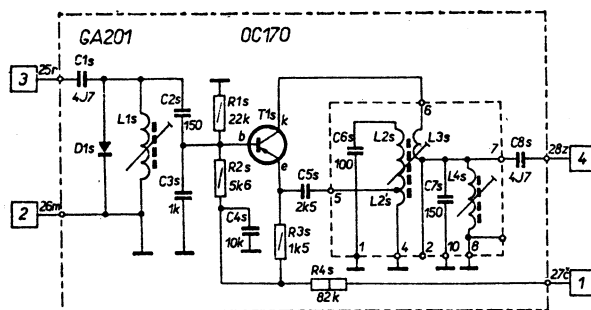 GA201 OC170
3 25r C1s 4J7
L1s
D1s
C2s 150
C3s 1k
R1s 22k
b
R2s 5k6
C4s 10k
T1s
k
e
C5s 2k5
R3s 1k5
R4s 82k
5
6
C6s 100
L2s
L3s
L2's
C7s 150
L4s
7
C8s 4J7
28z 4
1 4 2 10 8
2 26m
27č 1